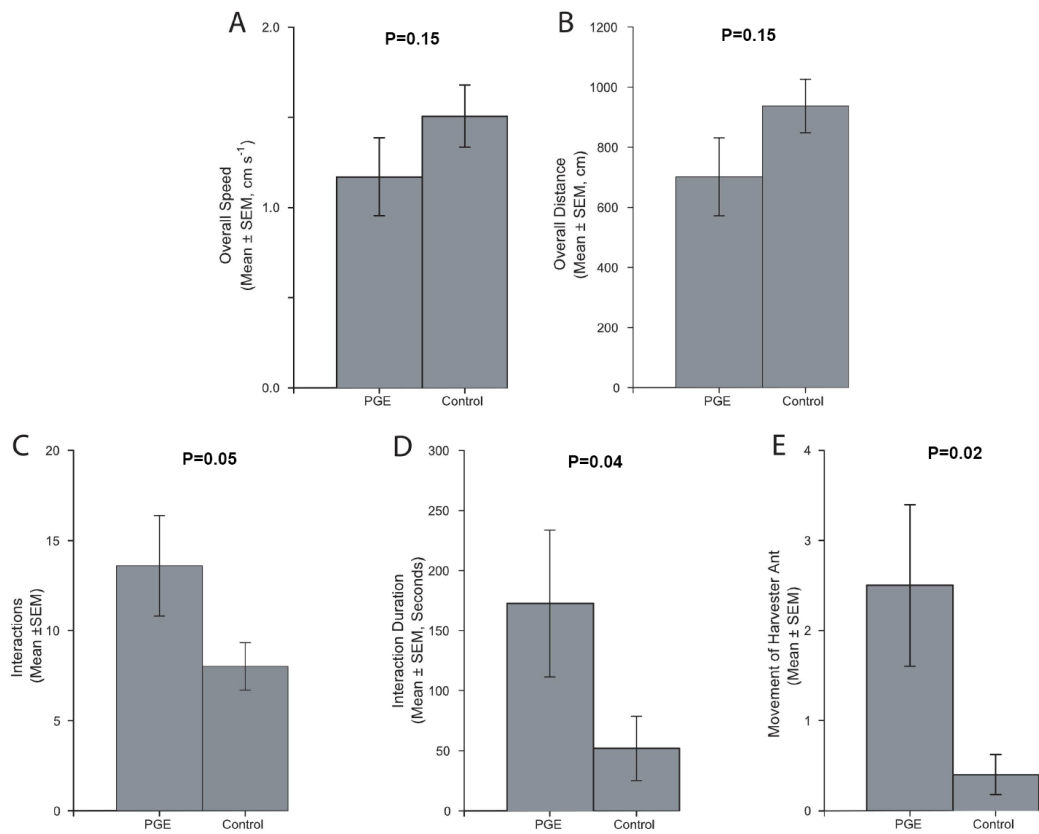 A
P=0.15
Overall Speed
(Mean ± SEM, cm s⁻¹)
2.0
1.0
0.0
PGE Control
B
P=0.15
Overall Distance
(Mean ± SEM, cm)
1200
1000
800
600
400
200
0
PGE Control
C
P=0.05
Interactions
(Mean ±SEM)
20
15
10
5
0
PGE Control
D
P=0.04
Interaction Duration
(Mean ± SEM, Seconds)
300
250
200
150
100
50
0
PGE Control
E
P=0.02
Movement of Harvester Ant
(Mean ± SEM)
4
3
2
1
0
PGE Control